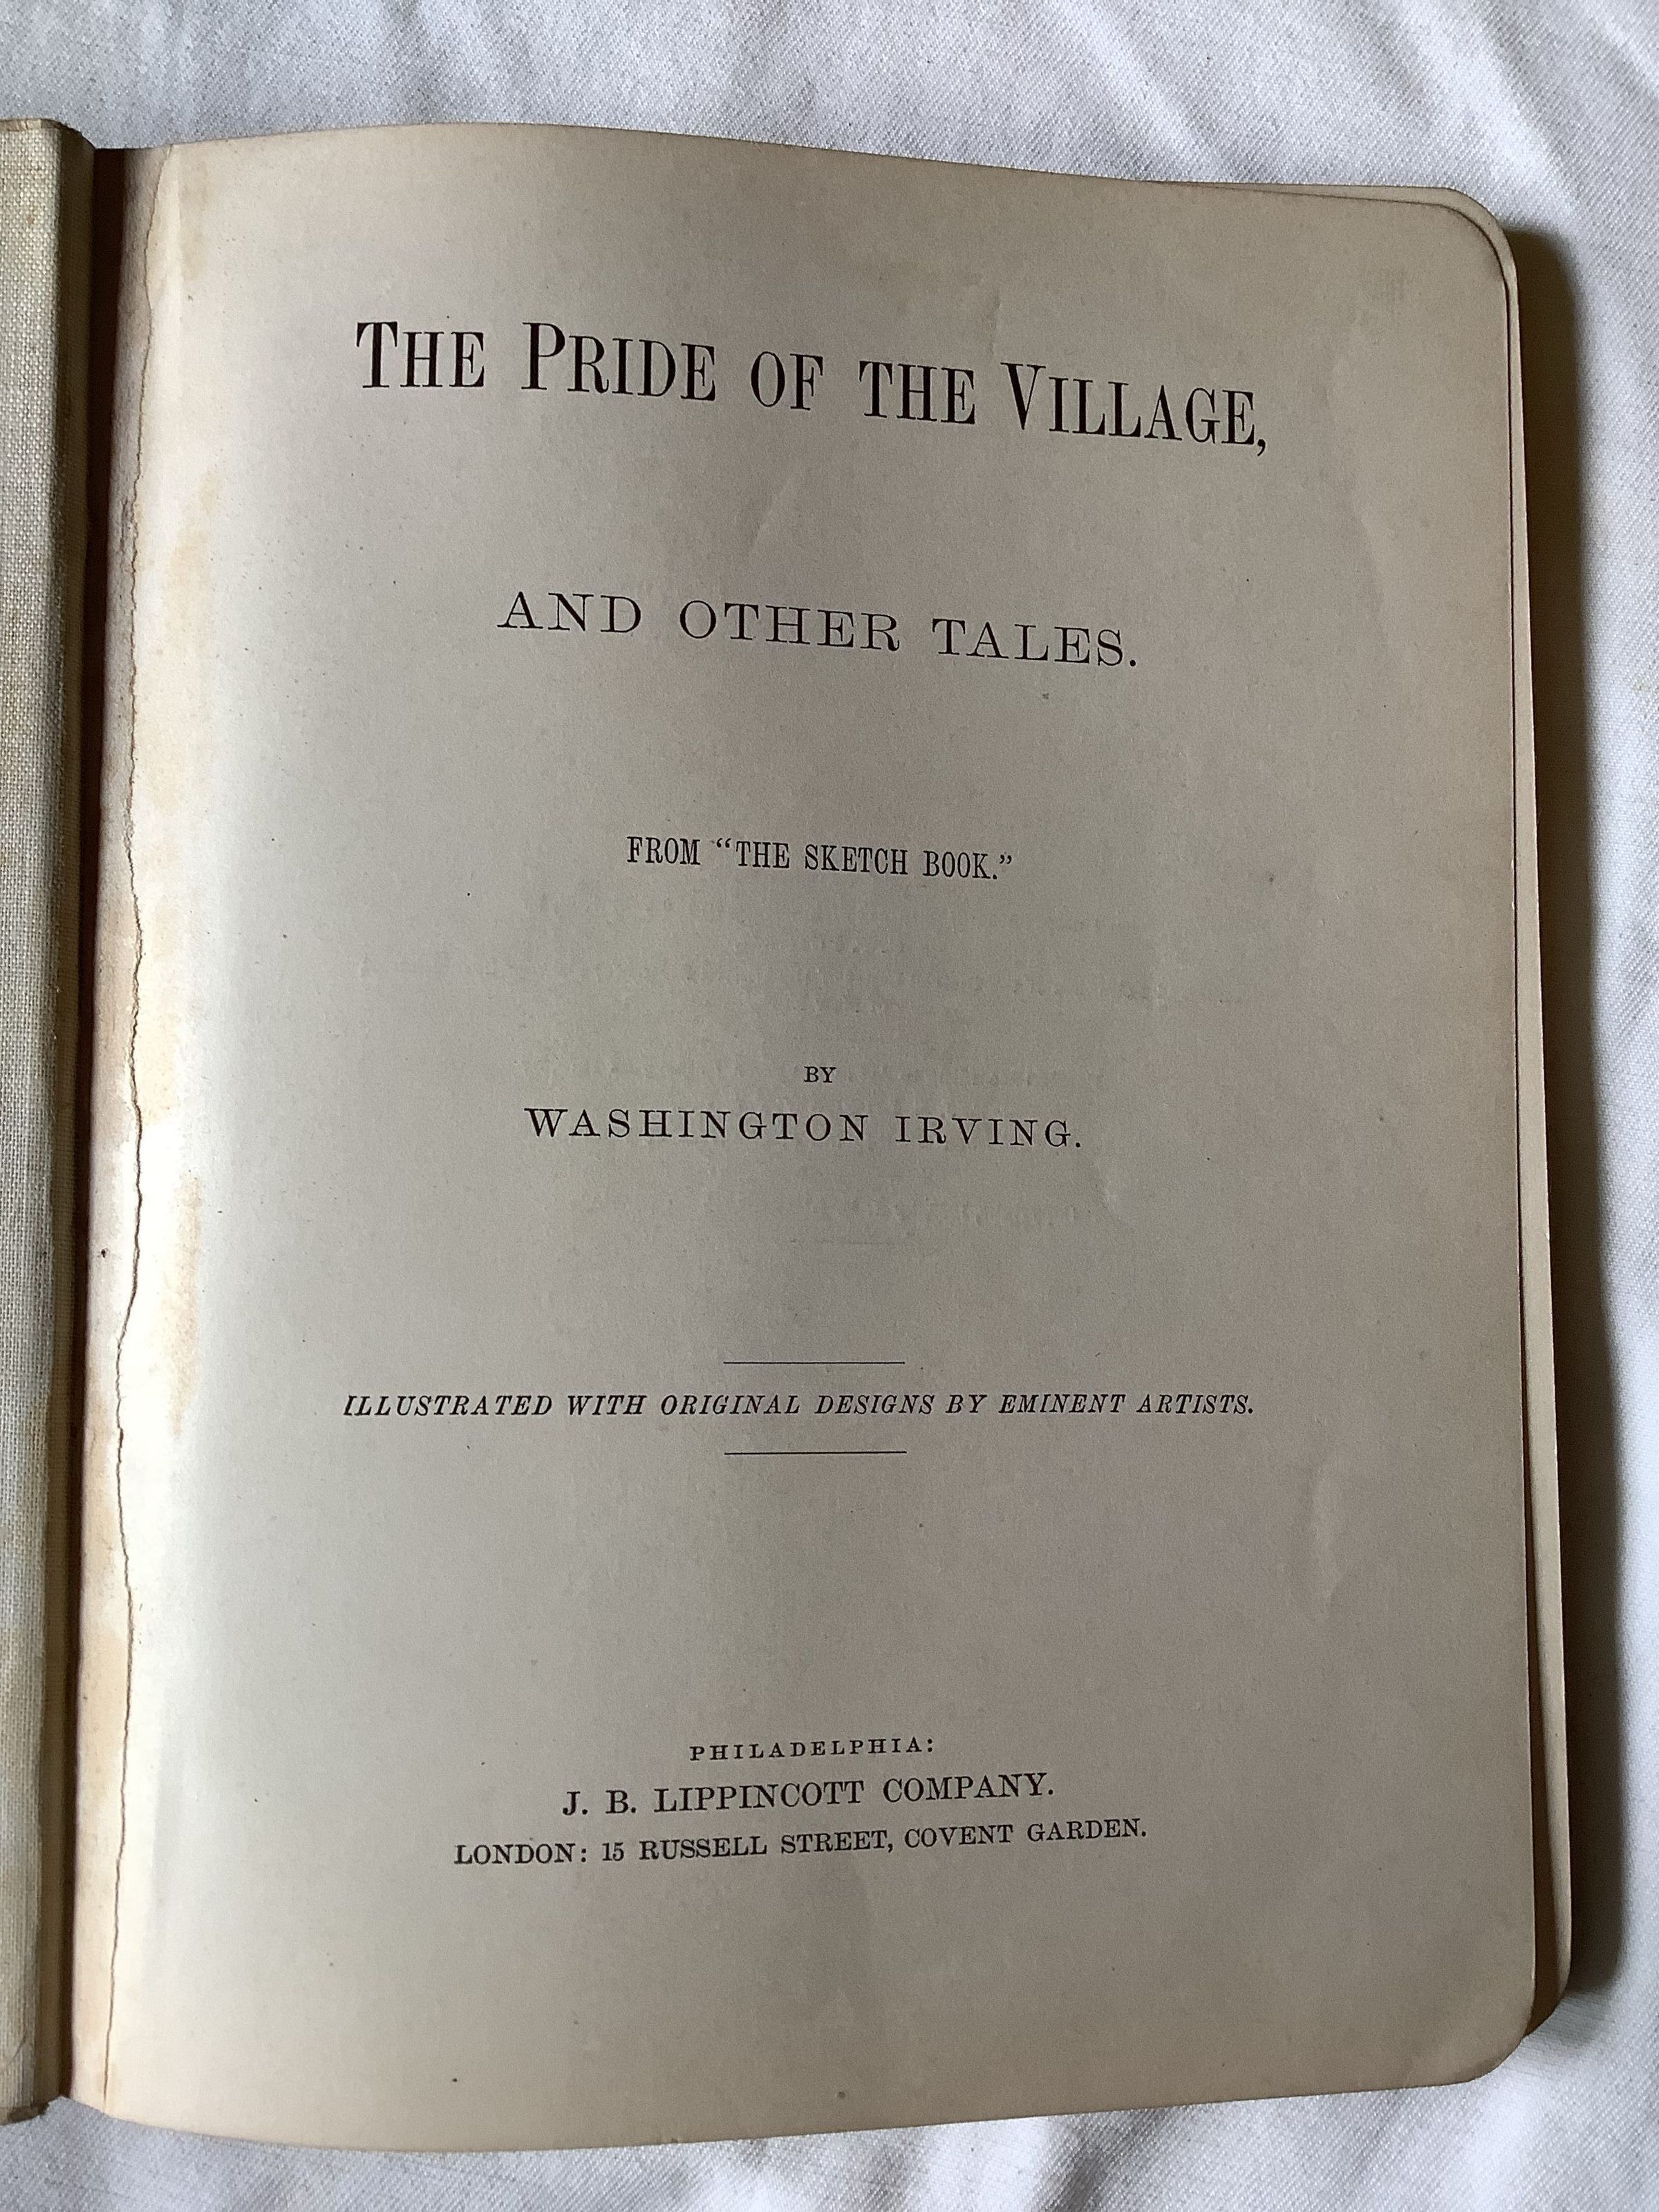 THE PRIDE OF THE VILLAGE,
AND OTHER TALES.
FROM “THE SKETCH BOOK.”
BY
WASHINGTON IRVING.
ILLUSTRATED WITH ORIGINAL DESIGNS BY EMINENT ARTISTS.
PHILADELPHIA:
J. B. LIPPINCOTT COMPANY.
LONDON: 15 RUSSELL STREET, COVENT GARDEN.